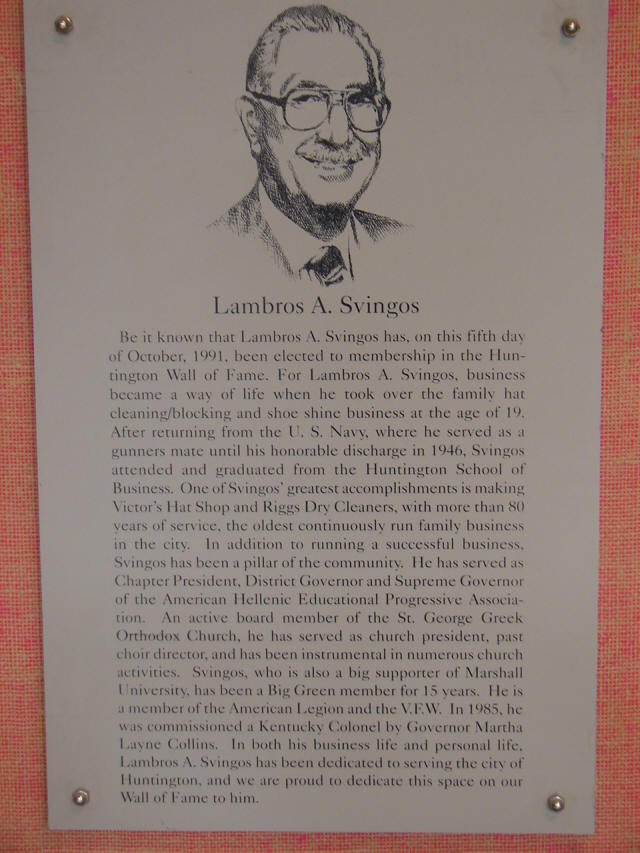 Lambros A. Svingos
Be it known that Lambros A. Svingos has, on this fifth day
of October, 1991, been elected to membership in the Hun-
tington Wall of Fame. For Lambros A. Svingos, business
became a way of life when he took over the family hat
cleaning/blocking and shoe shine business at the age of 19.
After returning from the U. S. Navy, where he served as a
gunners mate until his honorable discharge in 1946, Svingos
attended and graduated from the Huntington School of
Business. One of Svingos' greatest accomplishments is making
Victor's Hat Shop and Riggs Dry Cleaners, with more than 80
years of service, the oldest continuously run family business
in the city. In addition to running a successful business,
Svingos has been a pillar of the community. He has served as
Chapter President, District Governor and Supreme Governor
of the American Hellenic Educational Progressive Associa-
tion. An active board member of the St. George Greek
Orthodox Church, he has served as church president, past
choir director, and has been instrumental in numerous church
activities. Svingos, who is also a big supporter of Marshall
University, has been a Big Green member for 15 years. He is
a member of the American Legion and the V.F.W. In 1985, he
was commissioned a Kentucky Colonel by Governor Martha
Layne Collins. In both his business life and personal life,
Lambros A. Svingos has been dedicated to serving the city of
Huntington, and we are proud to dedicate this space on our
Wall of Fame to him.